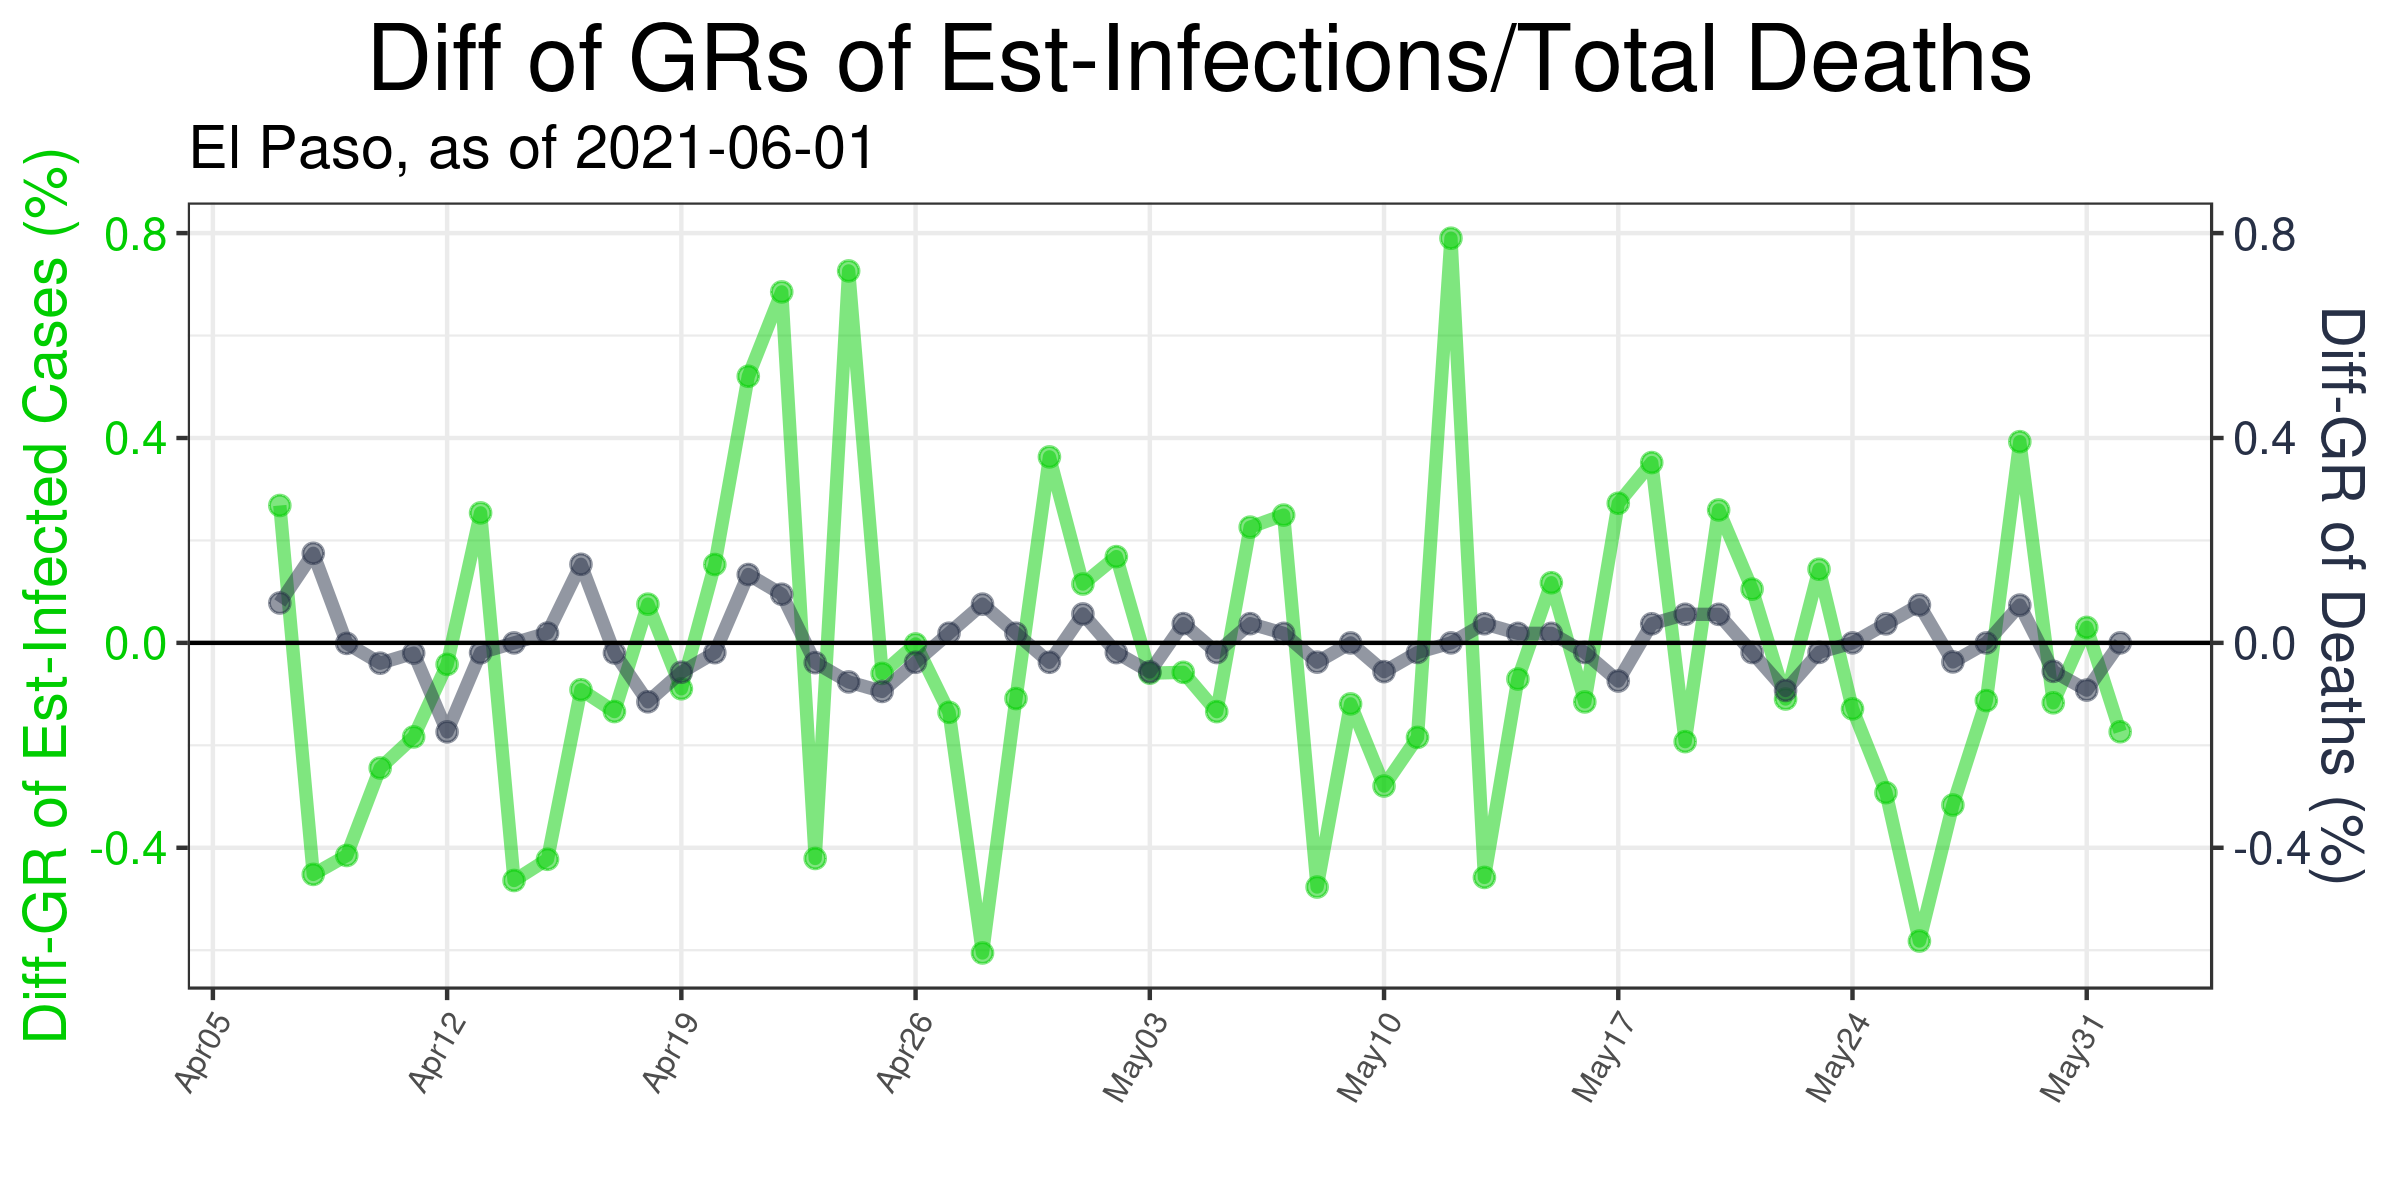 Diff of GRs of Est-Infections/Total Deaths
El Paso, as of 2021-06-01
Diff-GR of Est-Infected Cases (%)
0.8
0.4
0.0
-0.4
0.8
0.4
0.0
-0.4
Diff-GR of Deaths (%)
Apr05
Apr12
Apr19
Apr26
May03
May10
May17
May24
May31